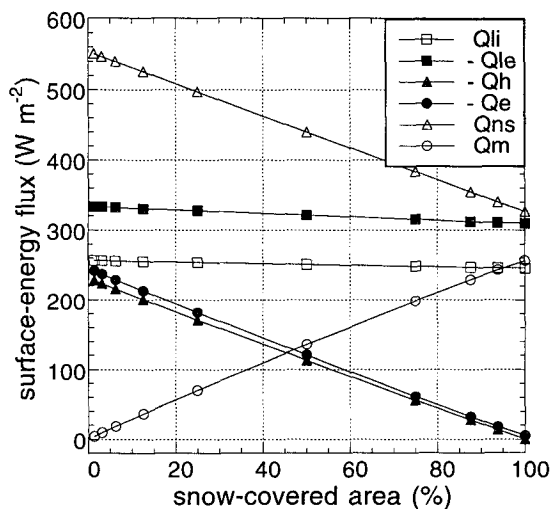 600
500
400
300
200
100
0
surface-energy flux (W m-2)
Qli
- Qle
- Qh
- Qe
Qns
Qm
0 20 40 60 80 100
snow-covered area (%)